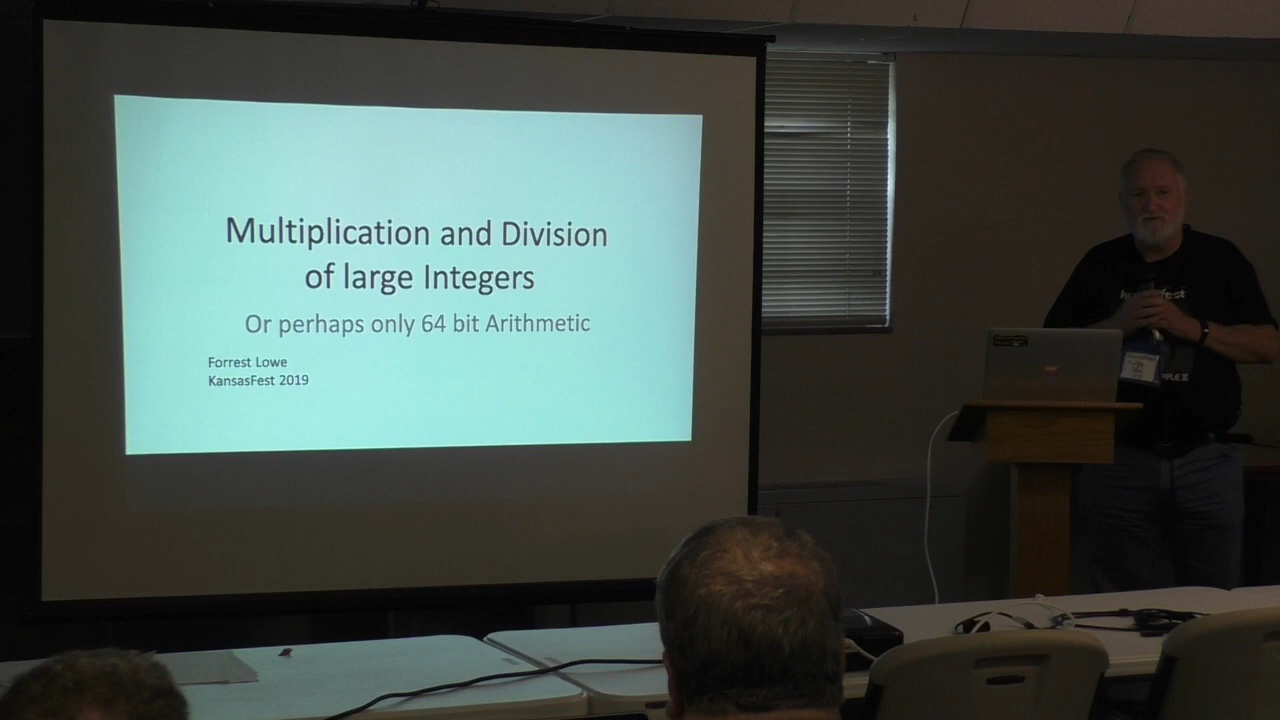 Multiplication and Division
of large Integers
Or perhaps only 64 bit Arithmetic
Forrest Lowe
KansasFest 2019